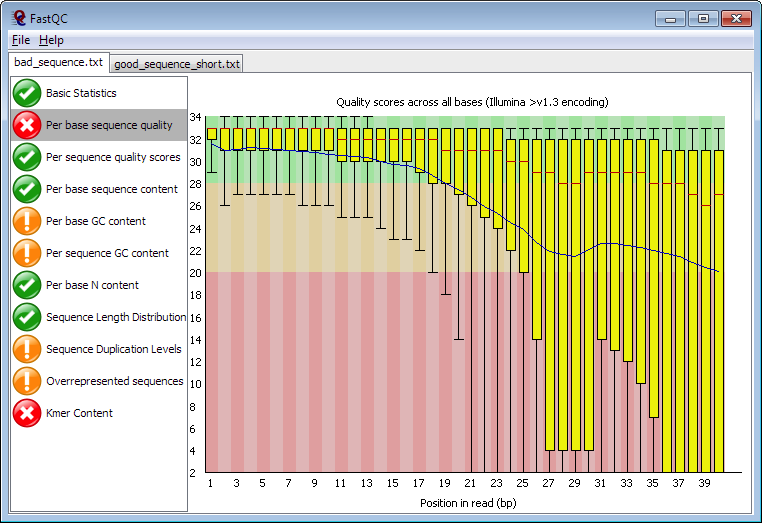 FastQC
File Help
bad_sequence.txt good_sequence_short.txt
Basic Statistics
Per base sequence quality
Per sequence quality scores
Per base sequence content
Per base GC content
Per sequence GC content
Per base N content
Sequence Length Distribution
Sequence Duplication Levels
Overrepresented sequences
Kmer Content
Quality scores across all bases (Illumina >v1.3 encoding)
34
32
30
28
26
24
22
20
18
16
14
12
10
8
6
4
2
1 3 5 7 9 11 13 15 17 19 21 23 25 27 29 31 33 35 37 39
Position in read (bp)